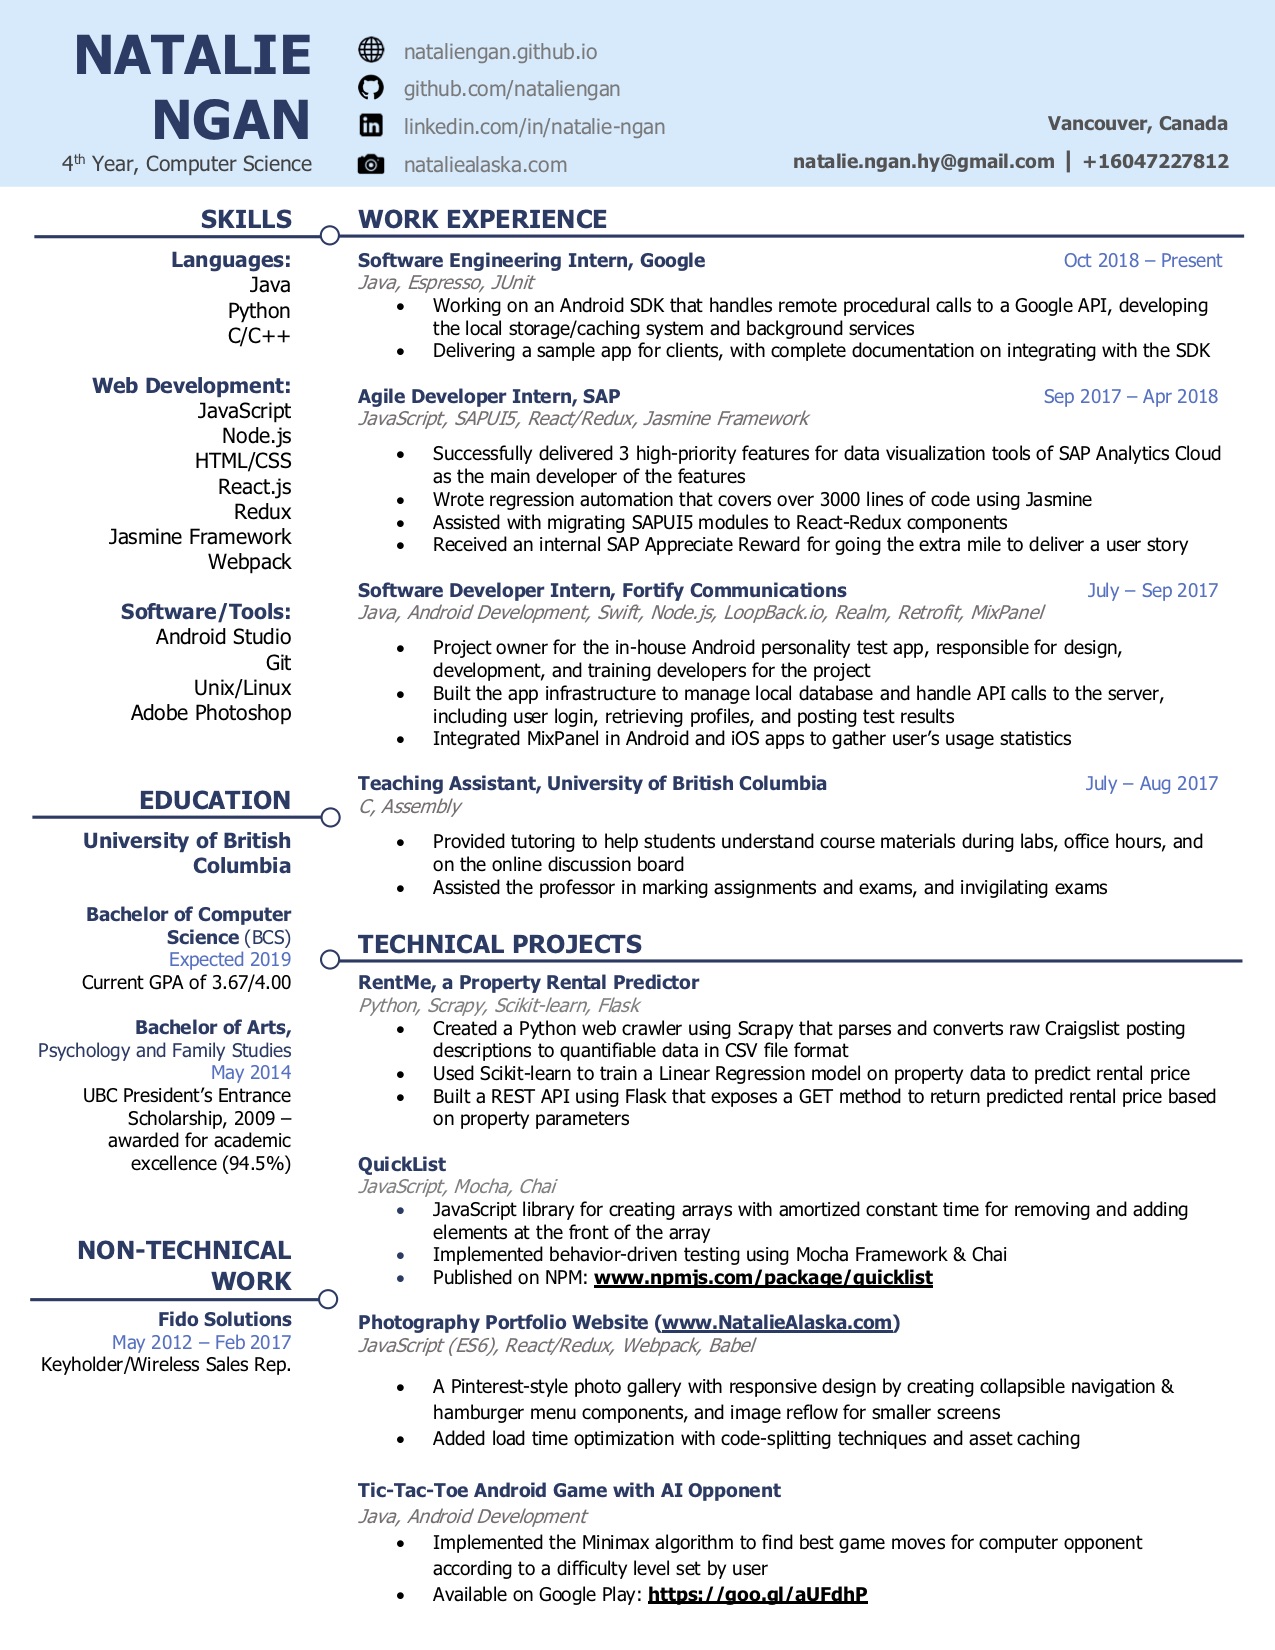 NATALIE
NGAN
4th Year, Computer Science
nataliengan.github.io
github.com/nataliengan
linkedin.com/in/natalie-ngan
nataliealaska.com
Vancouver, Canada
natalie.ngan.hy@gmail.com | +16047227812
SKILLS
Languages:
Java
Python
C/C++
Web Development:
JavaScript
Node.js
HTML/CSS
React.js
Redux
Jasmine Framework
Webpack
Software/Tools:
Android Studio
Git
Unix/Linux
Adobe Photoshop
EDUCATION
University of British
Columbia
Bachelor of Computer
Science (BCS)
Expected 2019
Current GPA of 3.67/4.00
Bachelor of Arts,
Psychology and Family Studies
May 2014
UBC President’s Entrance
Scholarship, 2009 –
awarded for academic
excellence (94.5%)
NON-TECHNICAL
WORK
Fido Solutions
May 2012 – Feb 2017
Keyholder/Wireless Sales Rep.
WORK EXPERIENCE
Software Engineering Intern, Google Oct 2018 – Present
Java, Espresso, JUnit
• Working on an Android SDK that handles remote procedural calls to a Google API, developing
the local storage/caching system and background services
• Delivering a sample app for clients, with complete documentation on integrating with the SDK
Agile Developer Intern, SAP Sep 2017 – Apr 2018
JavaScript, SAPUI5, React/Redux, Jasmine Framework
• Successfully delivered 3 high-priority features for data visualization tools of SAP Analytics Cloud
as the main developer of the features
• Wrote regression automation that covers over 3000 lines of code using Jasmine
• Assisted with migrating SAPUI5 modules to React-Redux components
• Received an internal SAP Appreciate Reward for going the extra mile to deliver a user story
Software Developer Intern, Fortify Communications July – Sep 2017
Java, Android Development, Swift, Node.js, LoopBack.io, Realm, Retrofit, MixPanel
• Project owner for the in-house Android personality test app, responsible for design,
development, and training developers for the project
• Built the app infrastructure to manage local database and handle API calls to the server,
including user login, retrieving profiles, and posting test results
• Integrated MixPanel in Android and iOS apps to gather user’s usage statistics
Teaching Assistant, University of British Columbia July – Aug 2017
C, Assembly
• Provided tutoring to help students understand course materials during labs, office hours, and
on the online discussion board
• Assisted the professor in marking assignments and exams, and invigilating exams
TECHNICAL PROJECTS
RentMe, a Property Rental Predictor
Python, Scrapy, Scikit-learn, Flask
• Created a Python web crawler using Scrapy that parses and converts raw Craigslist posting
descriptions to quantifiable data in CSV file format
• Used Scikit-learn to train a Linear Regression model on property data to predict rental price
• Built a REST API using Flask that exposes a GET method to return predicted rental price based
on property parameters
QuickList
JavaScript, Mocha, Chai
• JavaScript library for creating arrays with amortized constant time for removing and adding
elements at the front of the array
• Implemented behavior-driven testing using Mocha Framework & Chai
• Published on NPM: www.npmjs.com/package/quicklist
Photography Portfolio Website (www.NatalieAlaska.com)
JavaScript (ES6), React/Redux, Webpack, Babel
• A Pinterest-style photo gallery with responsive design by creating collapsible navigation &
hamburger menu components, and image reflow for smaller screens
• Added load time optimization with code-splitting techniques and asset caching
Tic-Tac-Toe Android Game with AI Opponent
Java, Android Development
• Implemented the Minimax algorithm to find best game moves for computer opponent
according to a difficulty level set by user
• Available on Google Play: https://goo.gl/aUFdhP